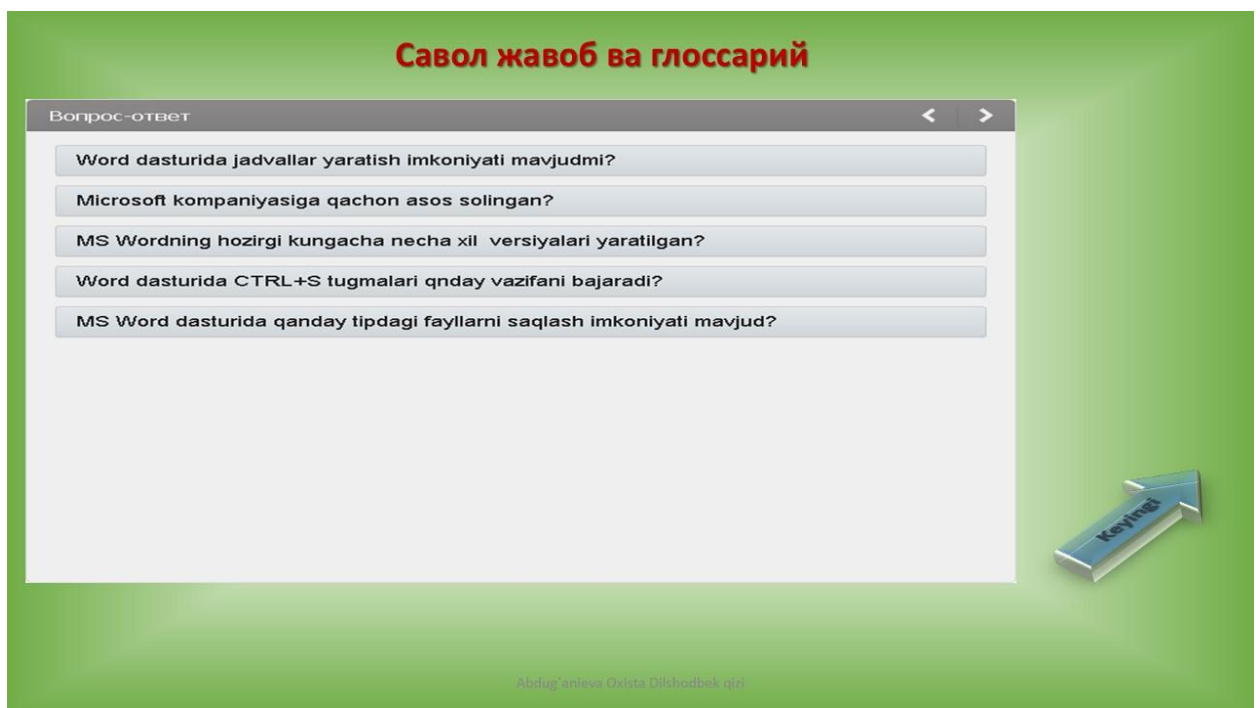 Савол жавоб ва глоссарий
Вопрос-ответ
Word dasturida jadvallar yaratish imkoniyati mavjudmi?
Microsoft kompaniyasiga qachon asos solingan?
MS Wordning hozirgi kungacha necha xil versiyalari yaratilgan?
Word dasturida CTRL+S tugmalari qnday vazifani bajaradi?
MS Word dasturida qanday tipdagi fayllarni saqlash imkoniyati mavjud?
Keyingi
Abdug`anieva Oxista Dilshodbek qizi